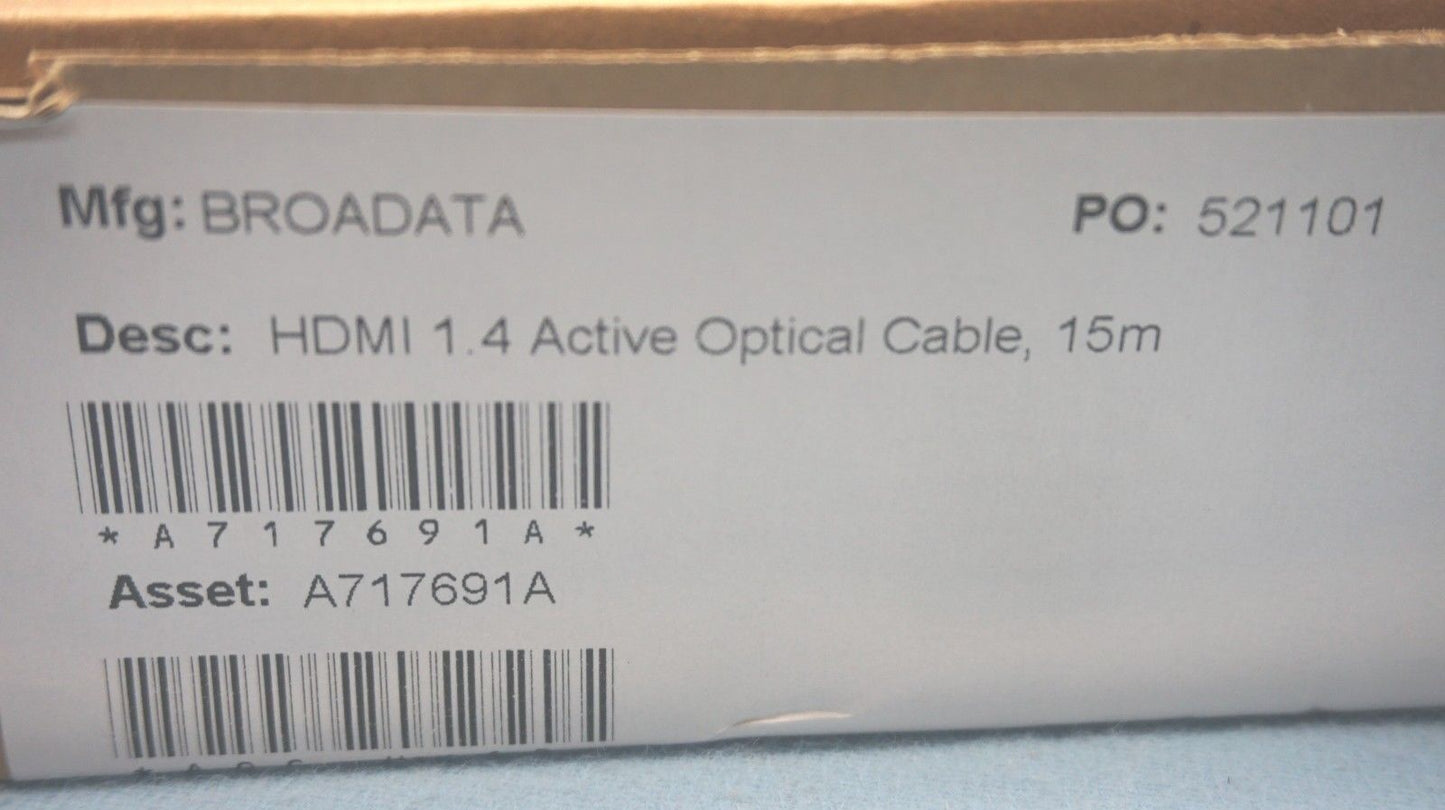 Mfg: BROADATA PO: 521101
Desc: HDMI 1.4 Active Optical Cable, 15m
*A717691A*
Asset: A717691A